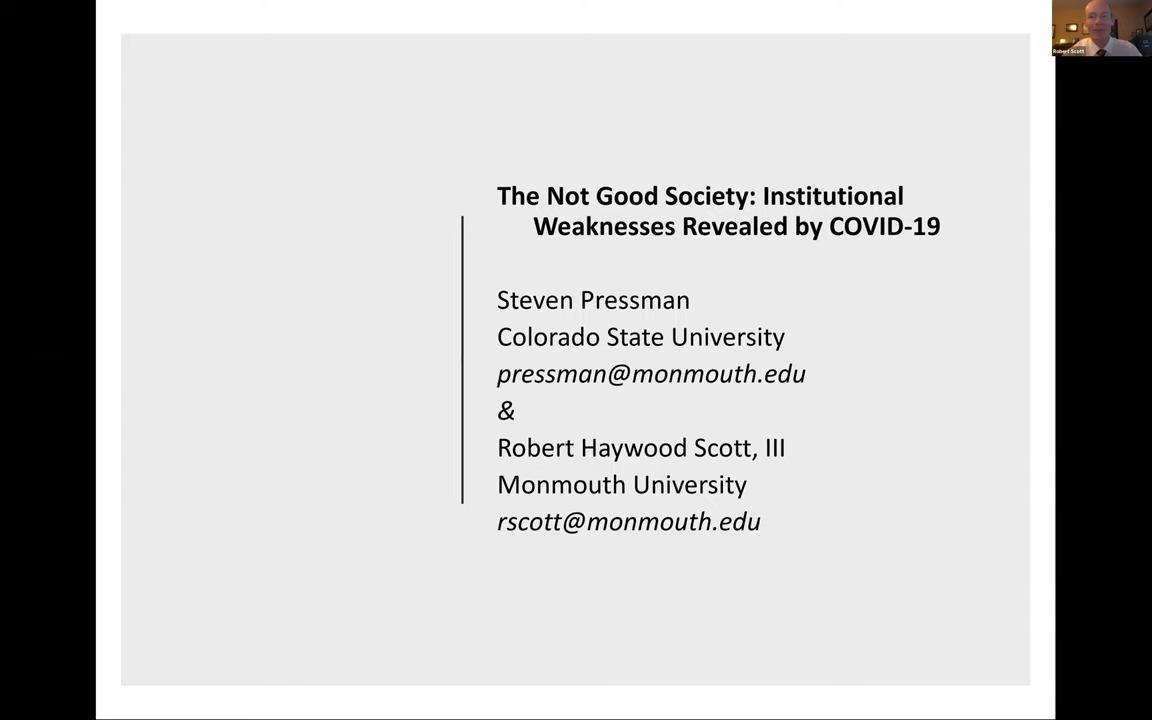 The Not Good Society: Institutional
Weaknesses Revealed by COVID-19
Steven Pressman
Colorado State University
pressman@monmouth.edu
&
Robert Haywood Scott, III
Monmouth University
rscott@monmouth.edu
Robert Scott